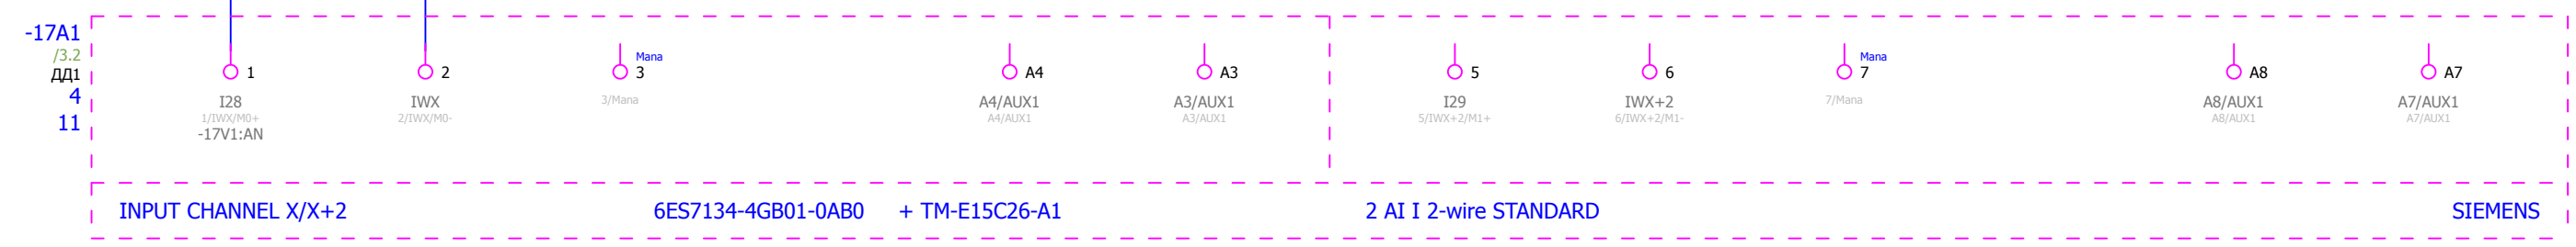 -17A1
/3.2
ДД1
4
11
Mana
Mana
1
2
3
A4
A3
5
6
7
A8
A7
I28
IWX
3/Mana
A4/AUX1
A3/AUX1
I29
IWX+2
7/Mana
A8/AUX1
A7/AUX1
1/IWX/M0+
2/IWX/M0-
A4/AUX1
A3/AUX1
5/IWX+2/M1+
6/IWX+2/M1-
A8/AUX1
A7/AUX1
-17V1:AN
INPUT CHANNEL X/X+2 6ES7134-4GB01-0AB0 + TM-E15C26-A1 2 AI I 2-wire STANDARD SIEMENS